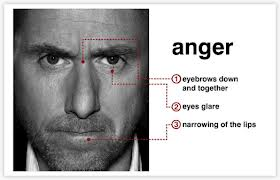 anger
1 eyebrows down
and together
2 eyes glare
3 narrowing of the lips